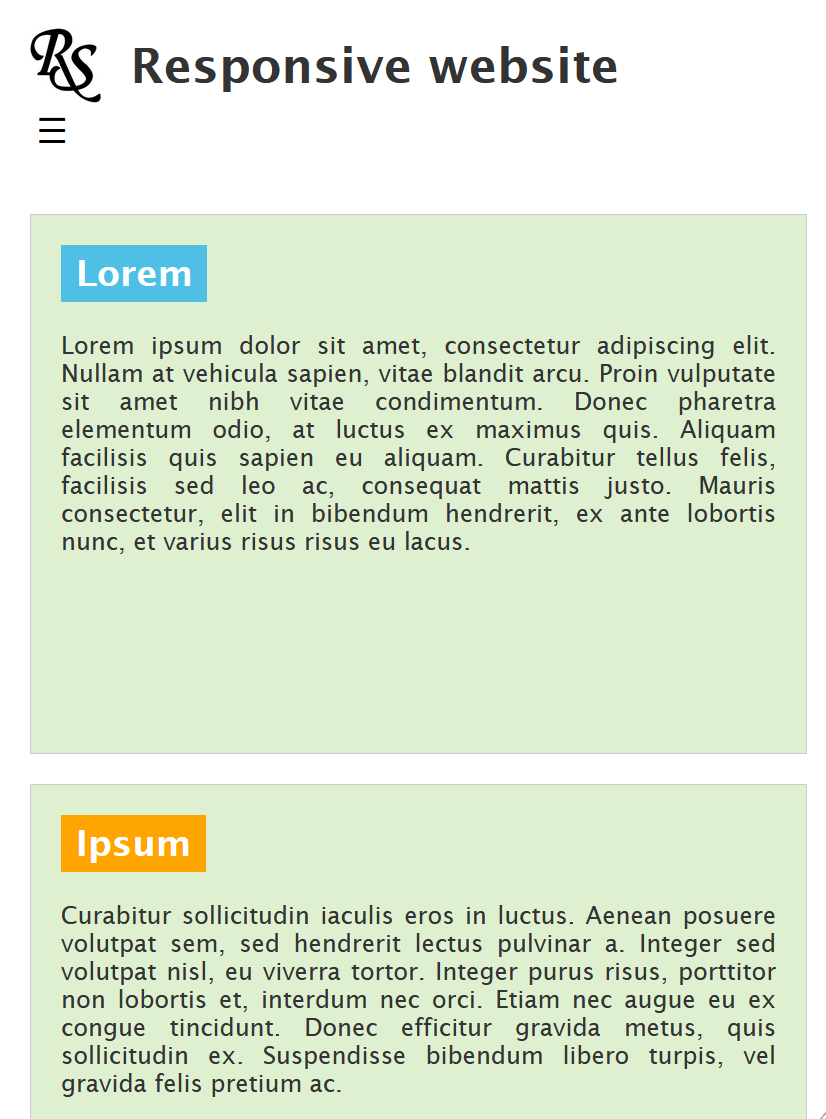 RS Responsive website
☰
Lorem
Lorem ipsum dolor sit amet, consectetur adipiscing elit.
Nullam at vehicula sapien, vitae blandit arcu. Proin vulputate
sit amet nibh vitae condimentum. Donec pharetra
elementum odio, at luctus ex maximus quis. Aliquam
facilisis quis sapien eu aliquam. Curabitur tellus felis,
facilisis sed leo ac, consequat mattis justo. Mauris
consectetur, elit in bibendum hendrerit, ex ante lobortis
nunc, et varius risus risus eu lacus.
Ipsum
Curabitur sollicitudin iaculis eros in luctus. Aenean posuere
volutpat sem, sed hendrerit lectus pulvinar a. Integer sed
volutpat nisl, eu viverra tortor. Integer purus risus, porttitor
non lobortis et, interdum nec orci. Etiam nec augue eu ex
congue tincidunt. Donec efficitur gravida metus, quis
sollicitudin ex. Suspendisse bibendum libero turpis, vel
gravida felis pretium ac.